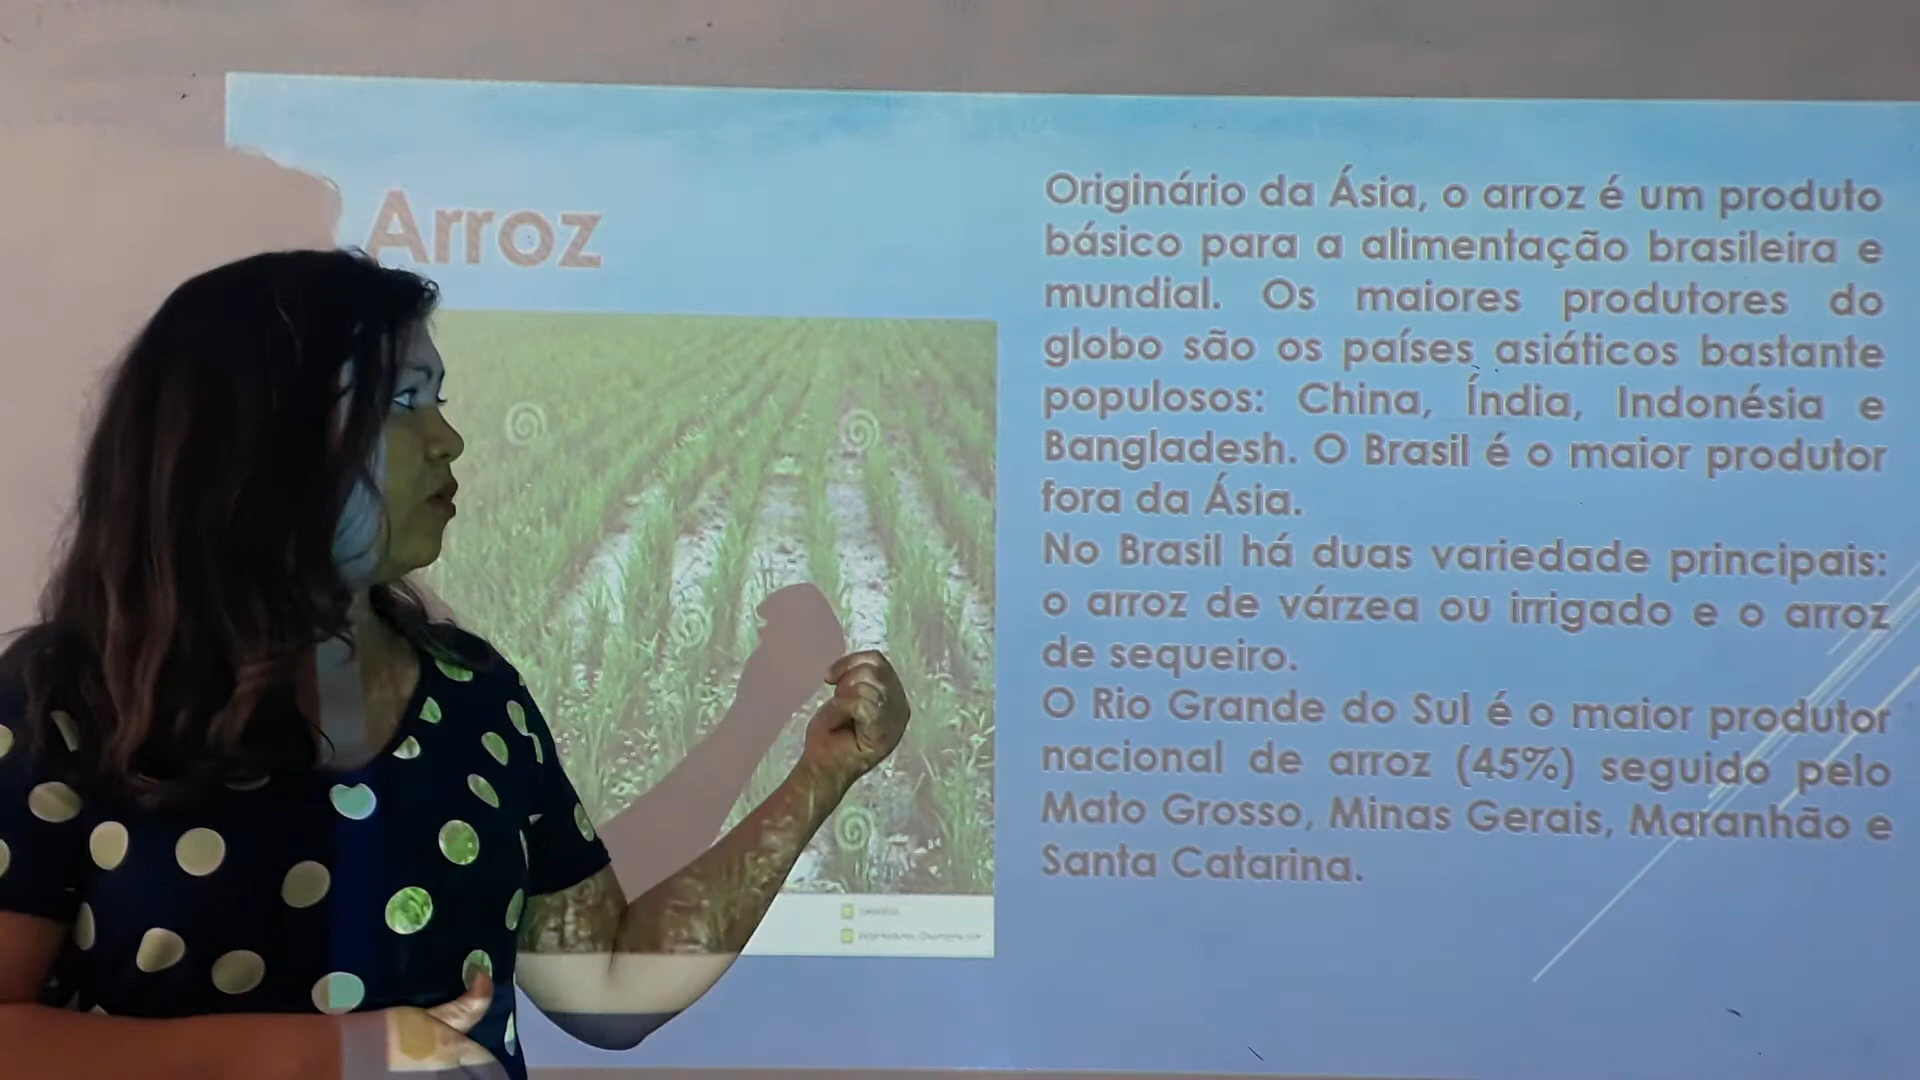 Arroz
Originário da Ásia, o arroz é um produto
básico para a alimentação brasileira e
mundial. Os maiores produtores do
globo são os países asiáticos bastante
populosos: China, Índia, Indonésia e
Bangladesh. O Brasil é o maior produtor
fora da Ásia.
No Brasil há duas variedade principais:
o arroz de várzea ou irrigado e o arroz
de sequeiro.
O Rio Grande do Sul é o maior produtor
nacional de arroz (45%) seguido pelo
Mato Grosso, Minas Gerais, Maranhão e
Santa Catarina.